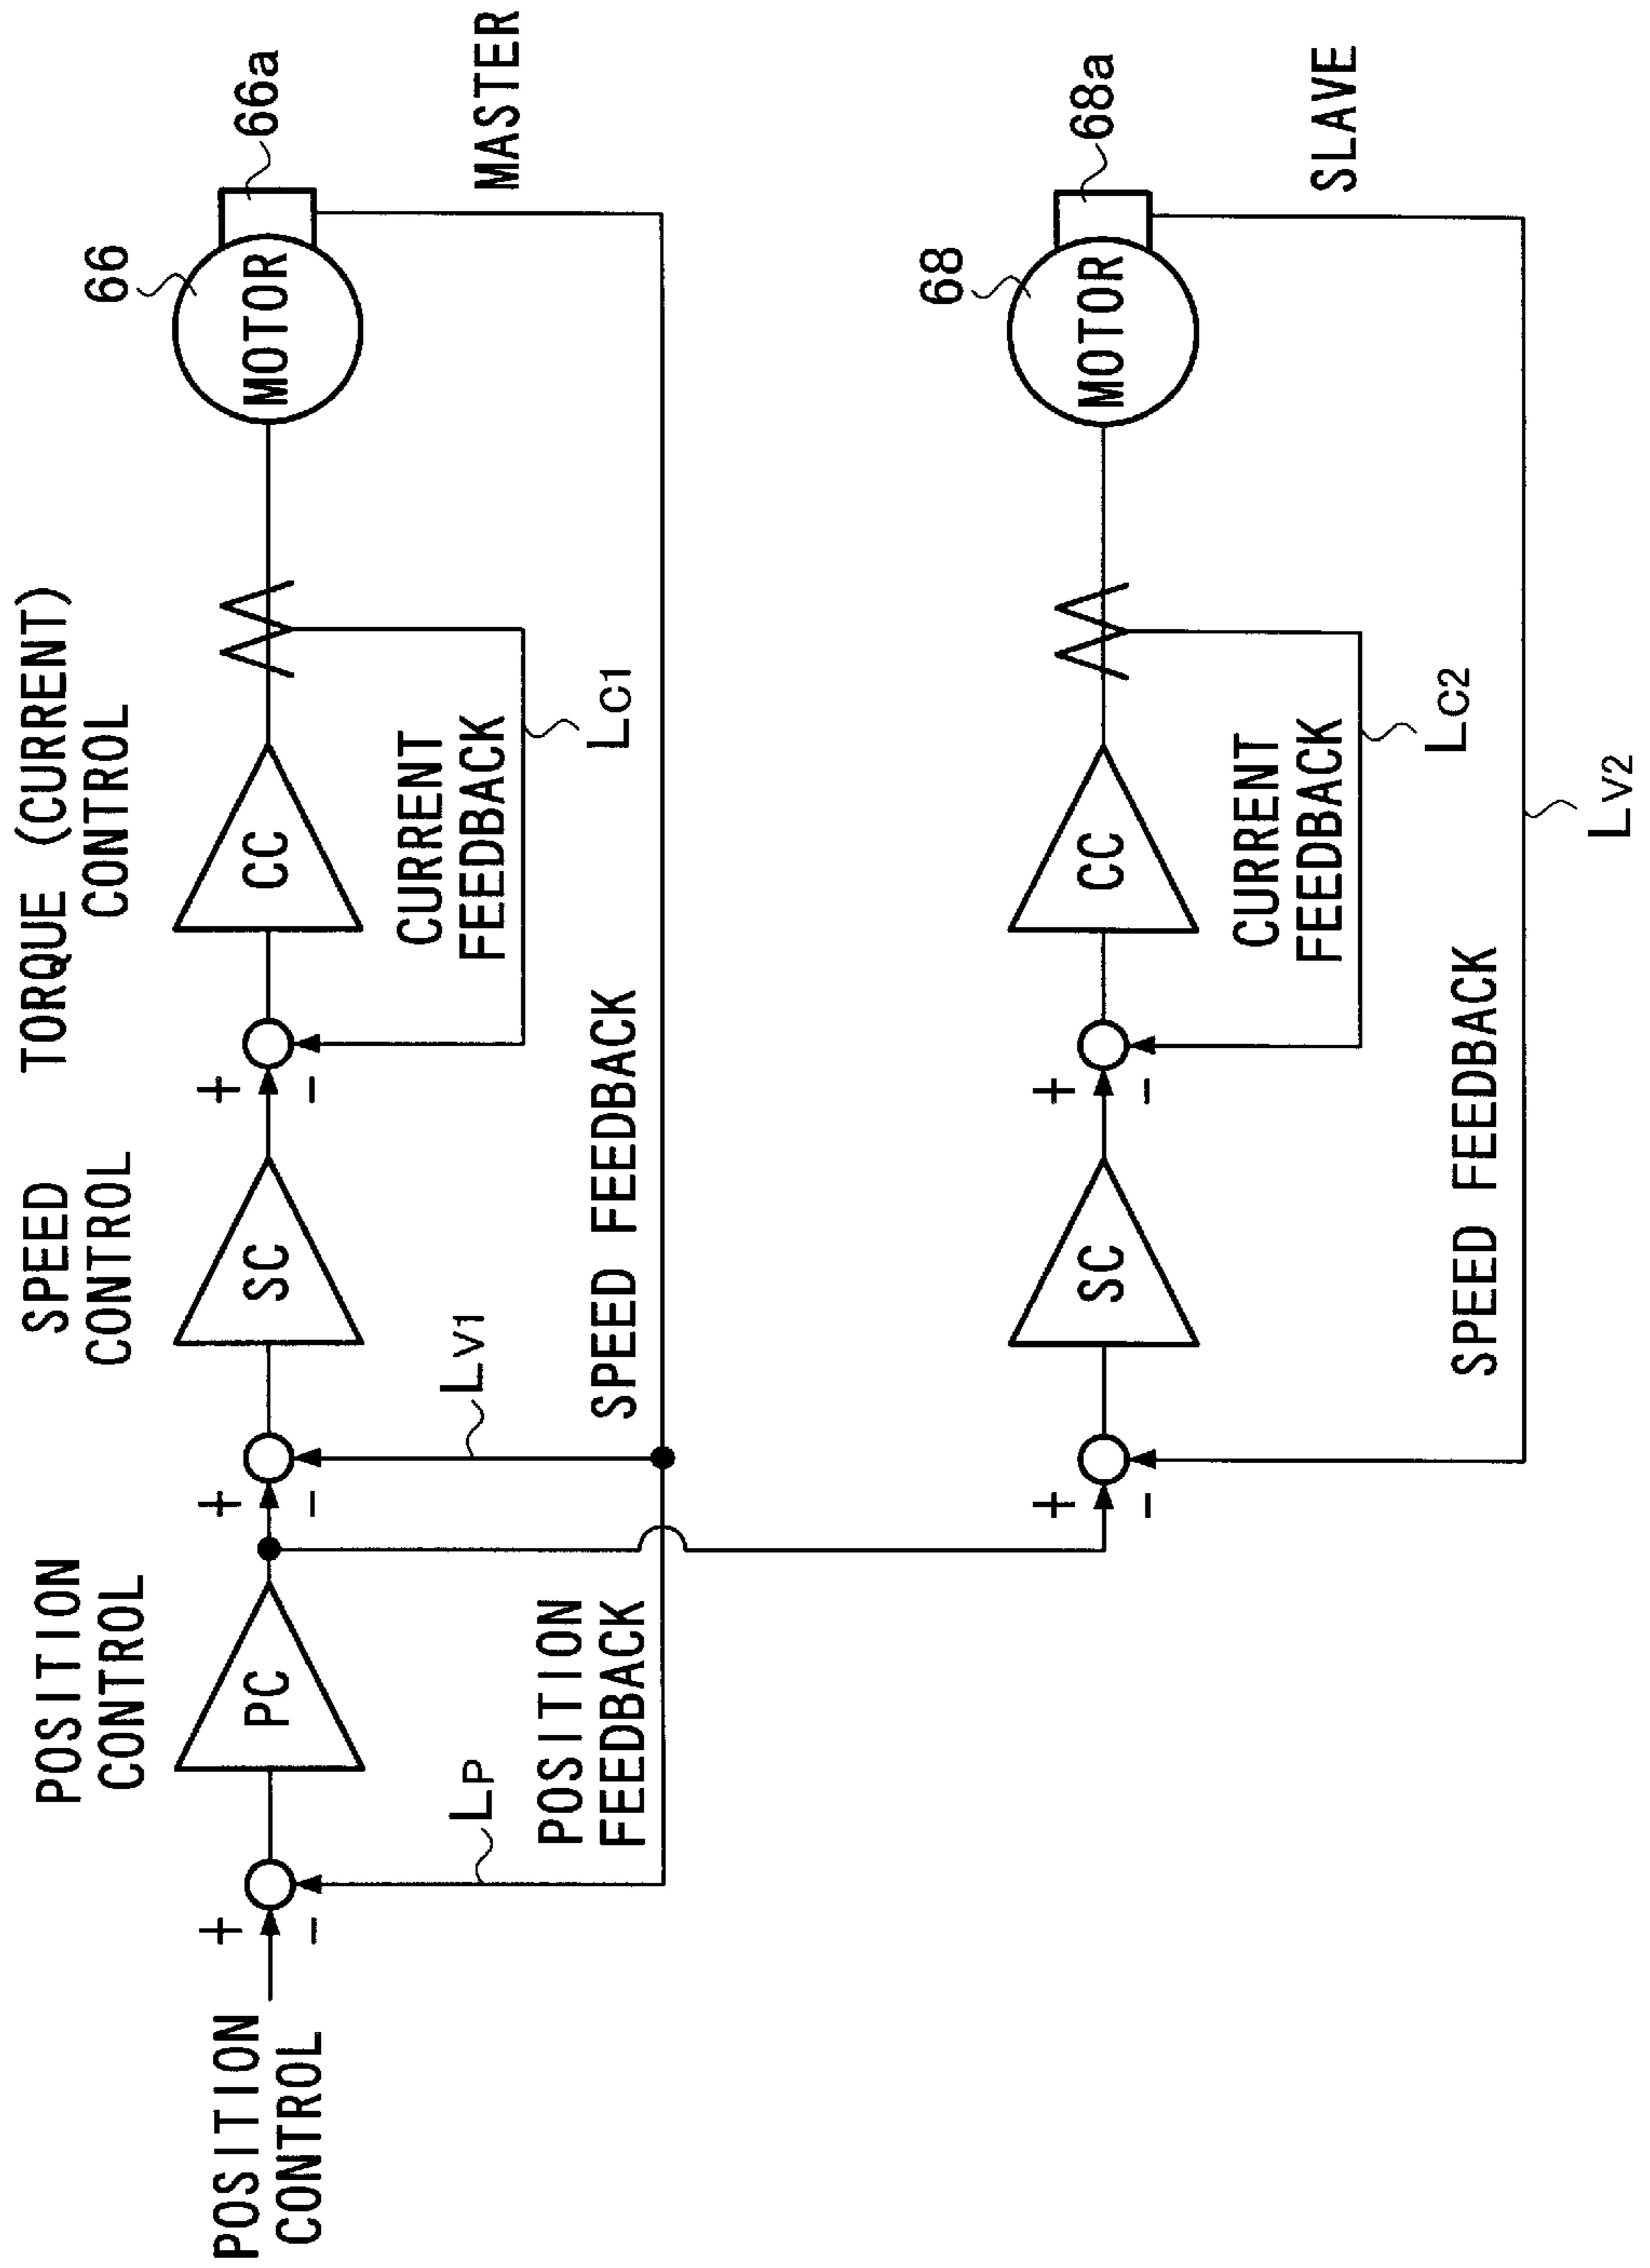 POSITION
CONTROL
SPEED
CONTROL
TORQUE (CURRENT)
CONTROL
POSITION
CONTROL
+
-
PC
+
-
SC
+
-
CC
MOTOR
66
66a
LP
POSITION
FEEDBACK
LV1
SPEED FEEDBACK
CURRENT
FEEDBACK
LC1
MASTER
+
-
SC
+
-
CC
MOTOR
68
68a
CURRENT
FEEDBACK
LC2
SPEED FEEDBACK
LV2
SLAVE